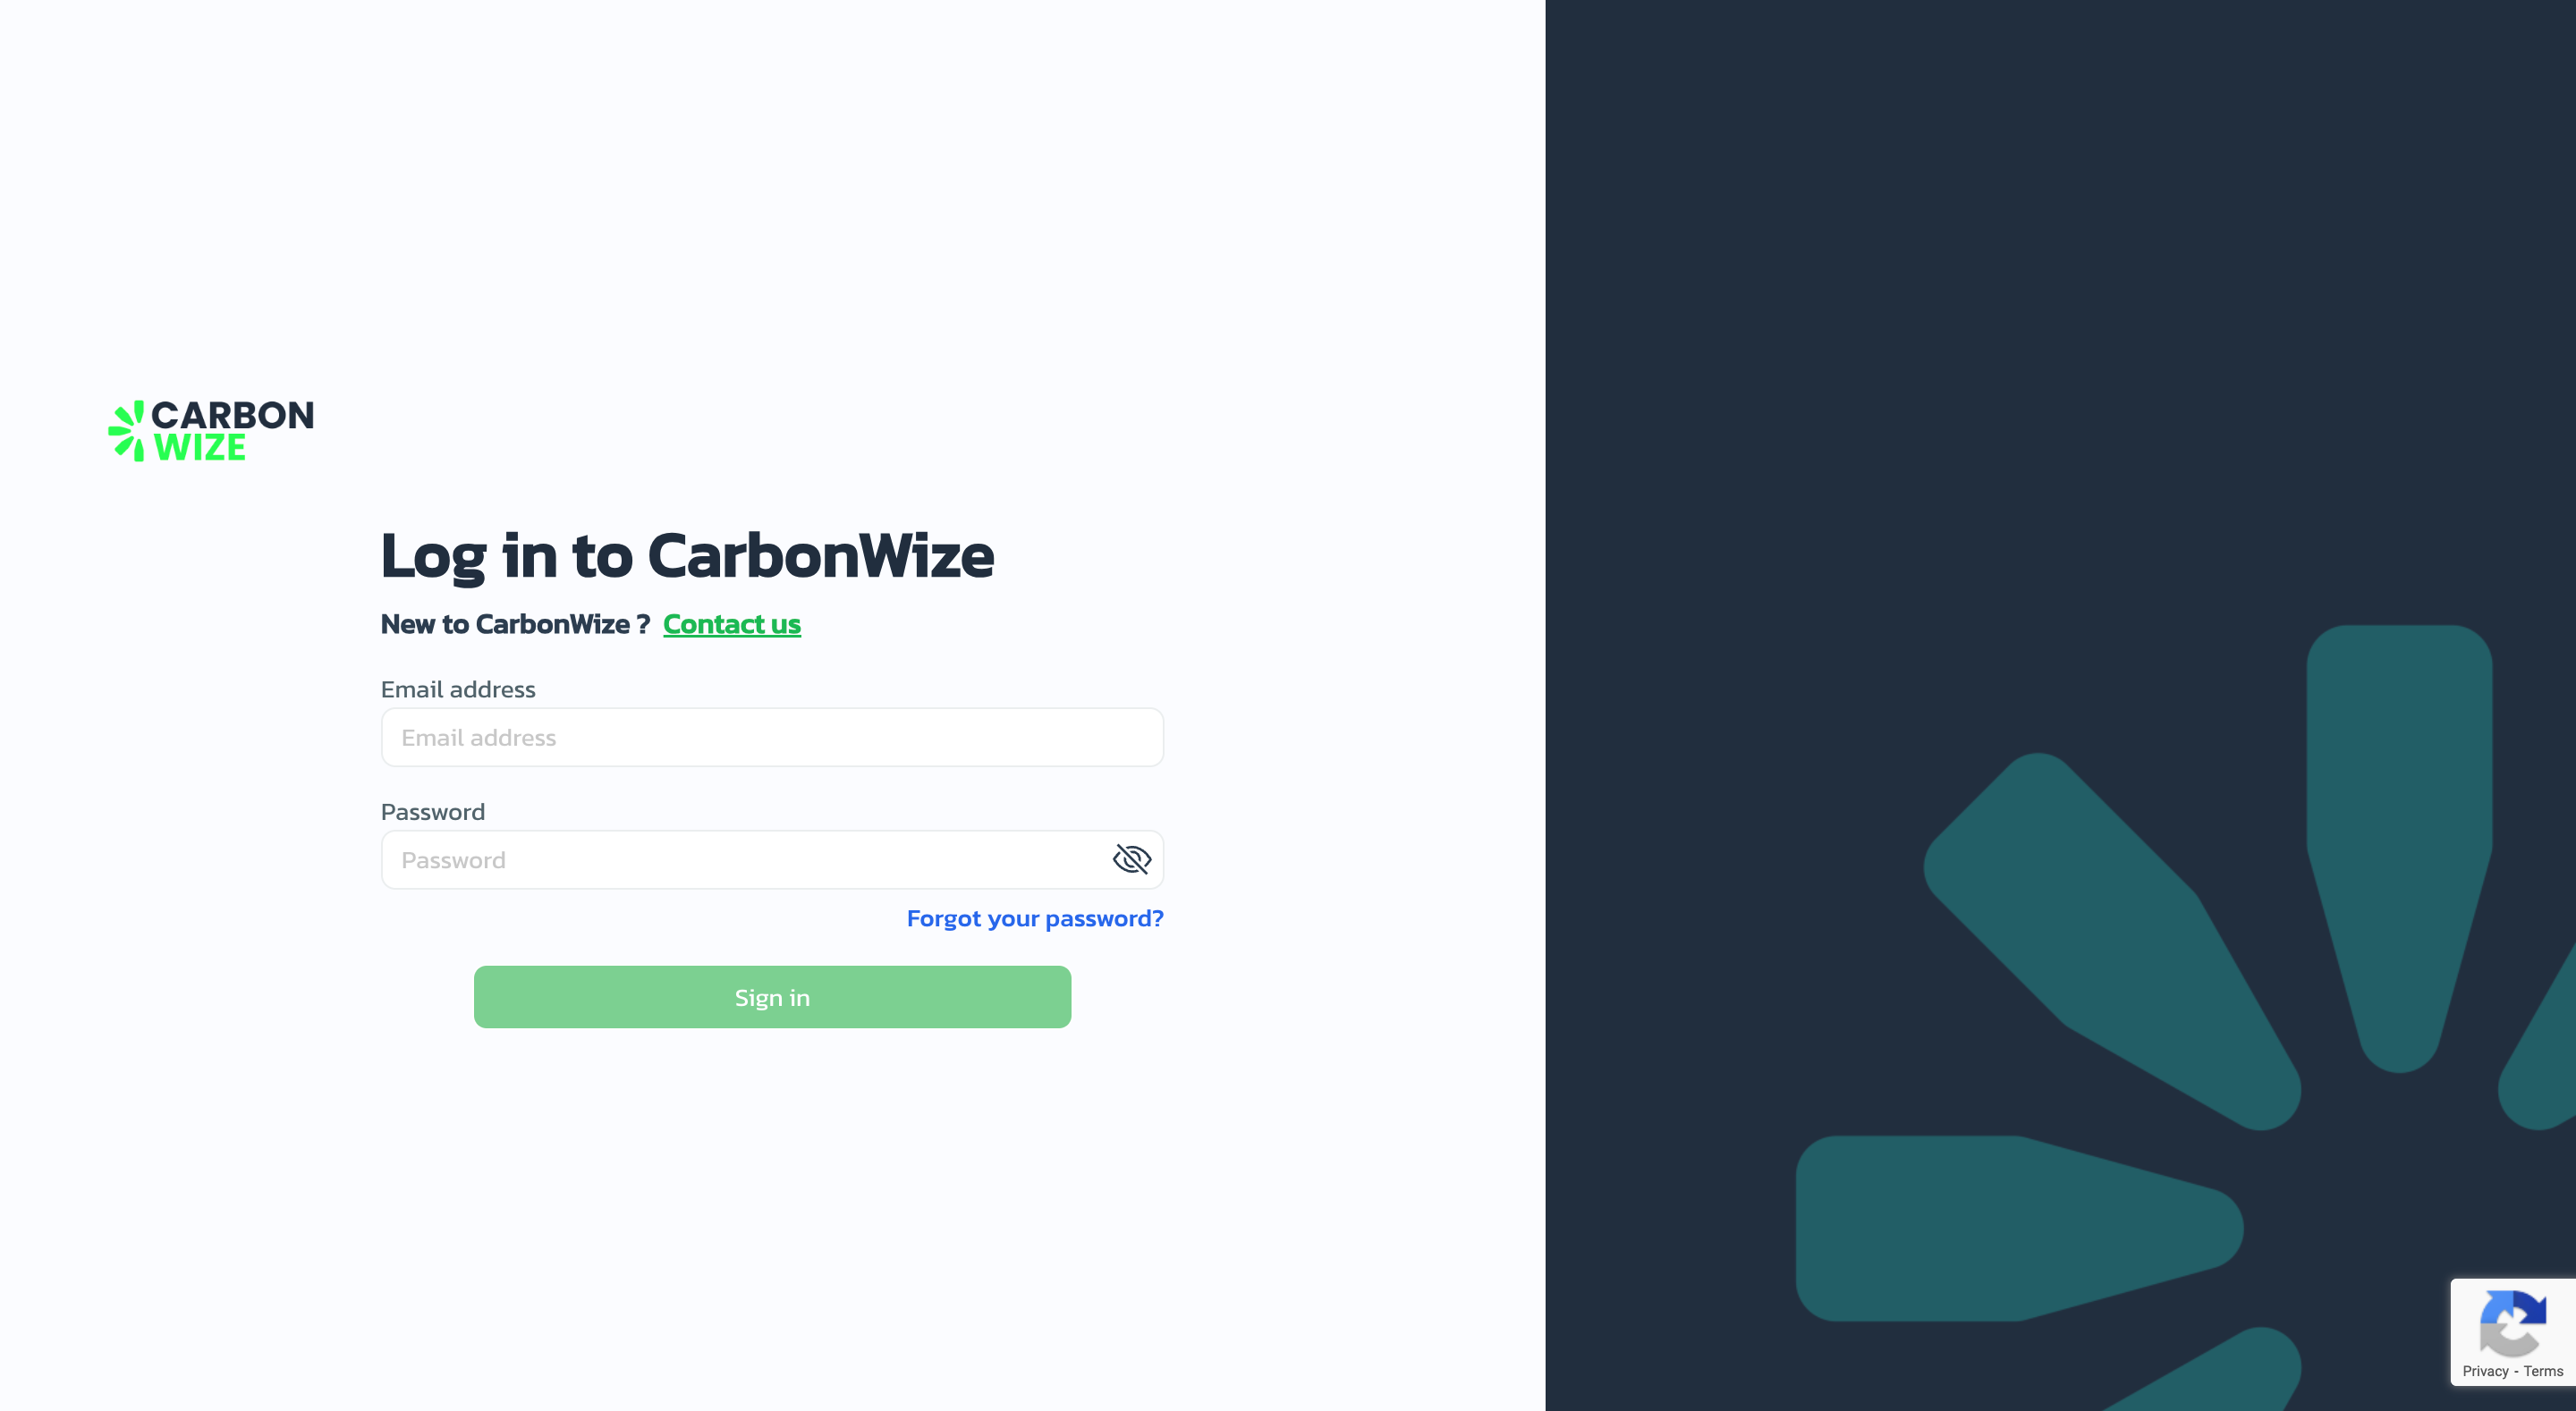 CARBON
WIZE
Log in to CarbonWize
New to CarbonWize ? Contact us
Email address
Email address
Password
Password
Forgot your password?
Sign in
Privacy - Terms